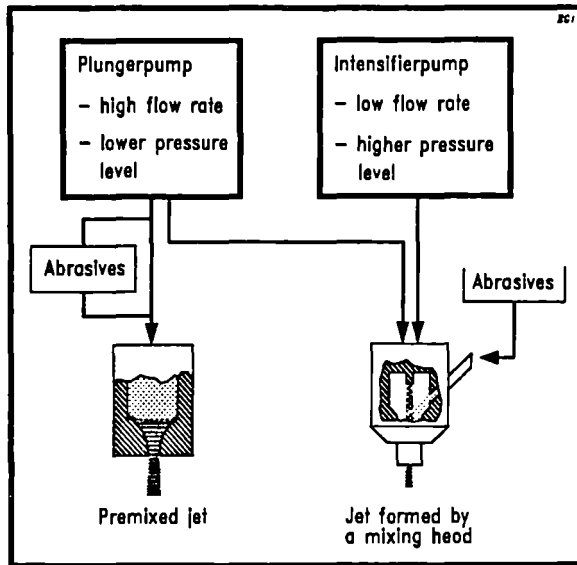 Plungerpump
– high flow rate
– lower pressure
level
Intensifierpump
– low flow rate
– higher pressure
level
Abrasives
Abrasives
Premixed jet
Jet formed by
a mixing head